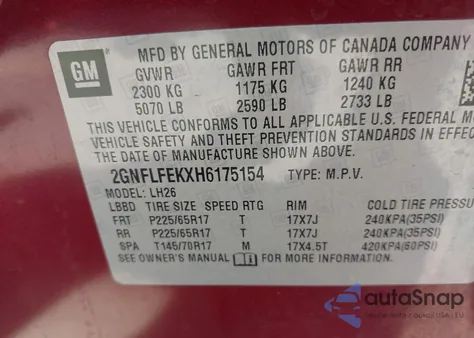 GM
MFD BY GENERAL MOTORS OF CANADA COMPANY
GVWR GAWR FRT GAWR RR
2300 KG 1175 KG 1240 KG
5070 LB 2590 LB 2733 LB
THIS VEHICLE CONFORMS TO ALL APPLICABLE U.S. FEDERAL MOTOR
VEHICLE SAFETY AND THEFT PREVENTION STANDARDS IN
THE DATE OF MANUFACTURE SHOWN ABOVE.
2GNFLFEKXH6175154 TYPE: M.P.V.
MODEL: LH26
LBBD TIRE SIZE SPEED RTG RIM COLD TIRE PRESSU
FRT P225/65R17 T 17X7J 240KPA(35PSI)
RR P225/65R17 T 17X7J 240KPA(35PSI)
SPA T145/70R17 M 17X4.5T 420KPA(60PSI)
SEE OWNER'S MANUAL FOR MORE INFORMATION.
autoSnap